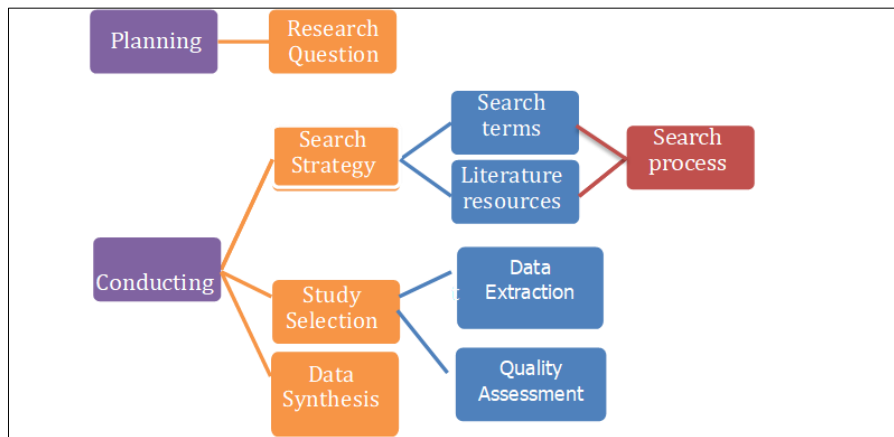 Planning
Research
Question
Search
Strategy
Search
terms
Literature
resources
Search
process
Conducting
Study
Selection
Data
Extraction
t
Data
Synthesis
Quality
Assessment